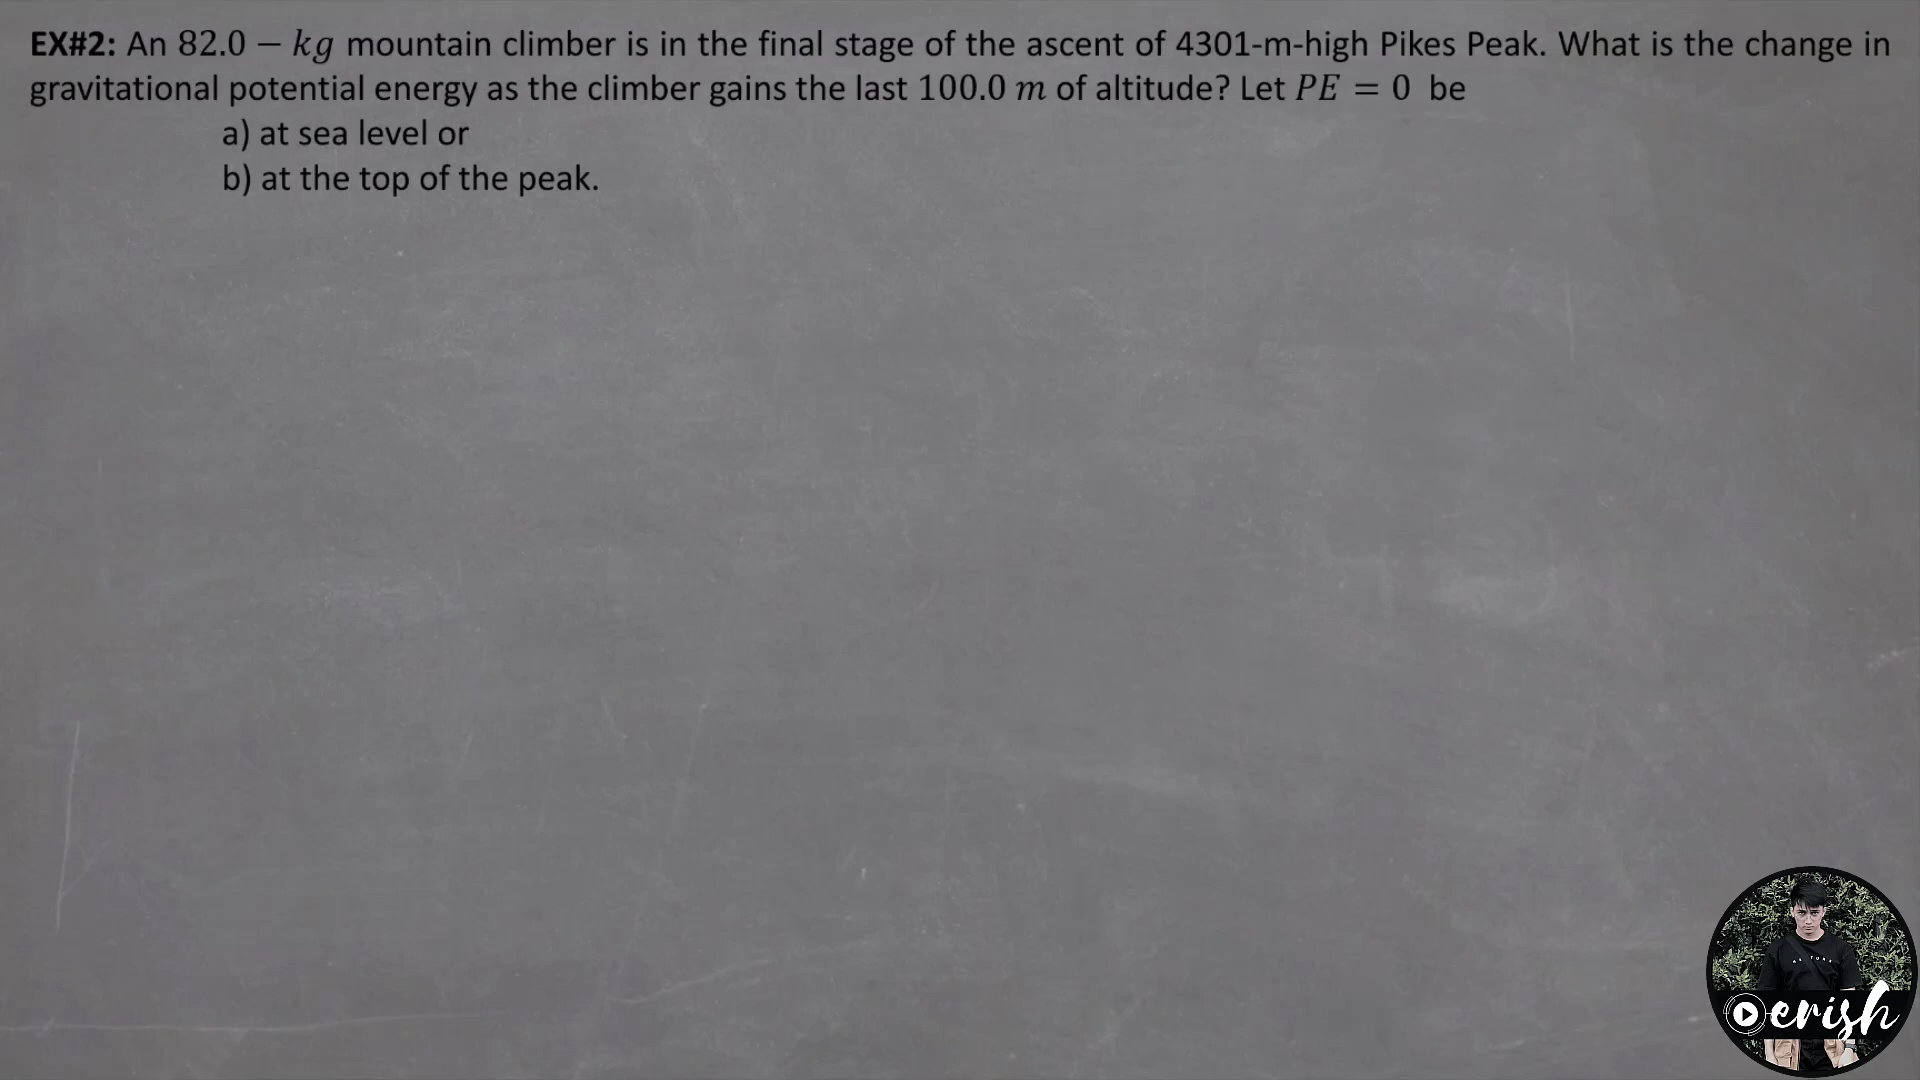 EX#2: An 82.0 − kg mountain climber is in the final stage of the ascent of 4301-m-high Pikes Peak. What is the change in
gravitational potential energy as the climber gains the last 100.0 m of altitude? Let PE = 0 be
a) at sea level or
b) at the top of the peak.
erish